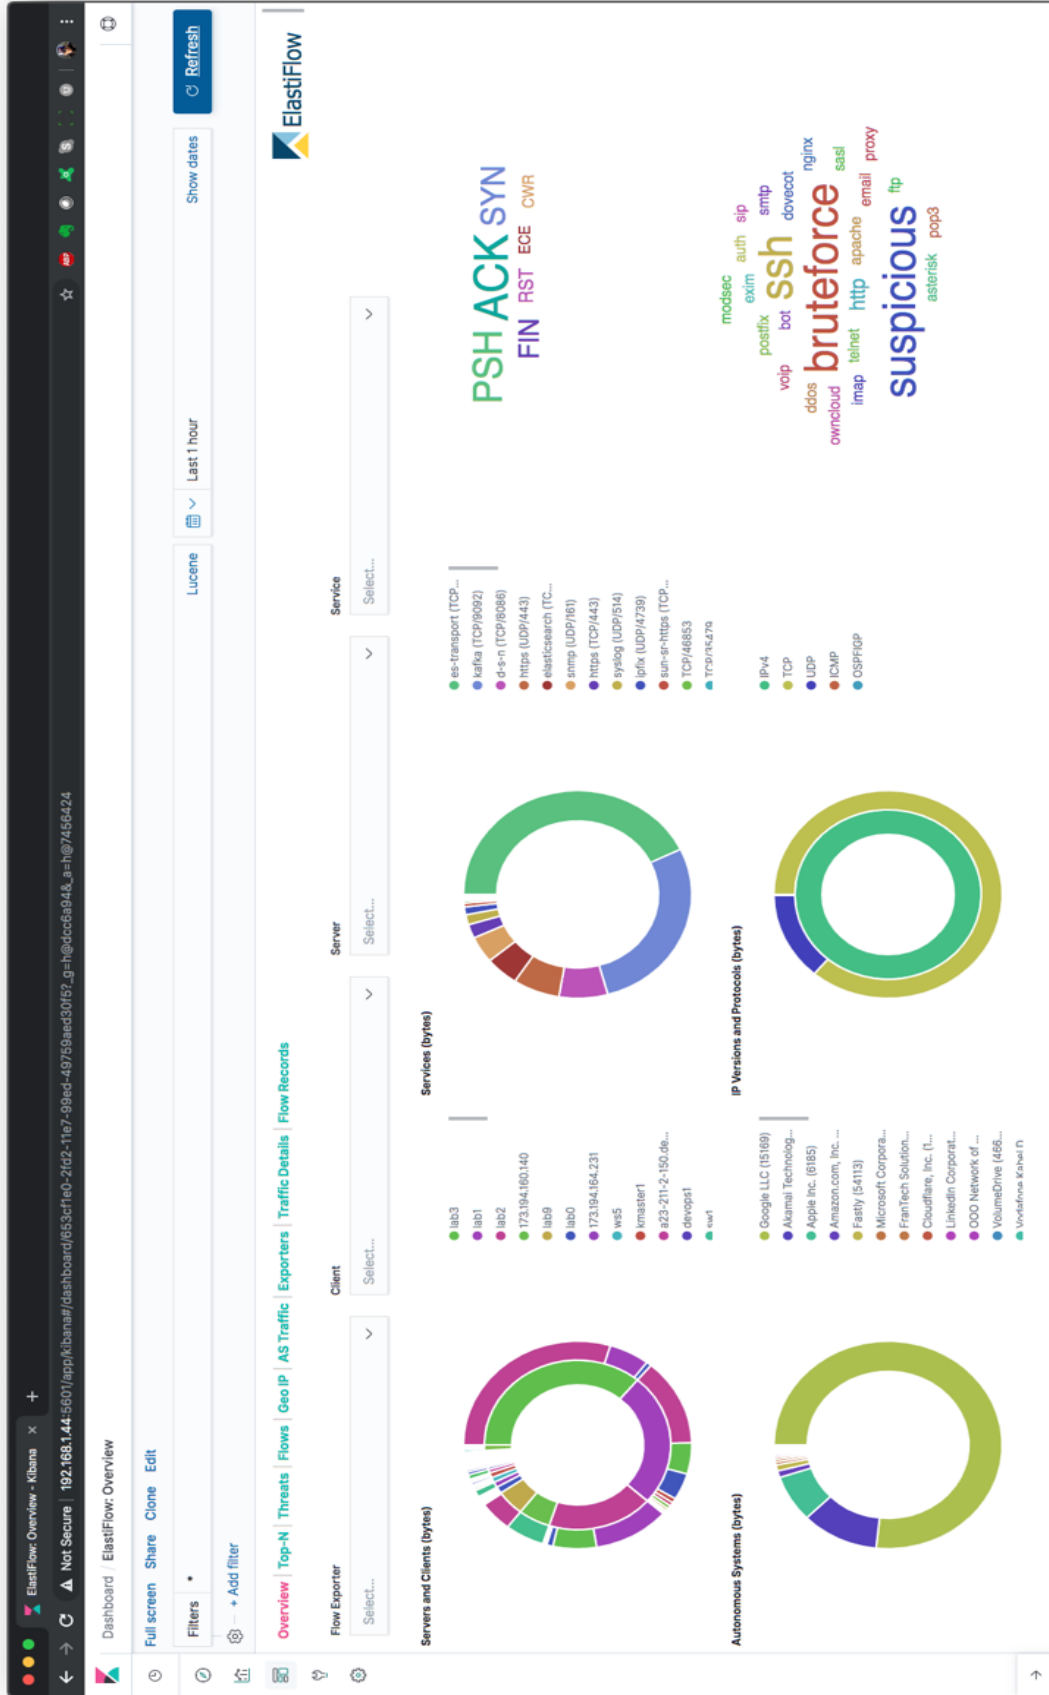 ElastiFlow: Overview - Kibana
Not Secure | 192.168.1.44:5601/app/kibana#/dashboard/653cf1e0-2fd2-11e7-99ed-49759aed30f5?_g=h@dcc6a94&_a=h@7456424
ABP
Dashboard / ElastiFlow: Overview
Full screen Share Clone Edit
Filters * Lucene Last 1 hour Show dates Refresh
+ Add filter
Overview | Top-N | Threats | Flows | Geo IP | AS Traffic | Exporters | Traffic Details | Flow Records
ElastiFlow
Flow Exporter Client Server Service
Select... Select... Select... Select...
Servers and Clients (bytes)
lab3
lab1
lab2
173.194.160.140
lab9
lab0
173.194.164.231
ws5
kmaster1
a23-211-2-150.de...
devops1
sw1
Services (bytes)
es-transport (TCP...
kafka (TCP/9092)
d-s-n (TCP/8086)
https (UDP/443)
elasticsearch (TC...
snmp (UDP/161)
https (TCP/443)
syslog (UDP/514)
ipfix (UDP/4739)
sun-sr-https (TCP...
TCP/46853
TCP/35479
PSH ACK SYN
FIN RST ECE CWR
Autonomous Systems (bytes)
Google LLC (15169)
Akamai Technolog...
Apple Inc. (6185)
Amazon.com, Inc. ...
Fastly (54113)
Microsoft Corpora...
FranTech Solution...
Cloudflare, Inc. (1...
LinkedIn Corporat...
OOO Network of ...
VolumeDrive (466...
Vodafone Kabel D
IP Versions and Protocols (bytes)
IPv4
TCP
UDP
ICMP
OSPFIGP
modsec auth sip
exim smtp
postfix
voip bot ssh dovecot
ddos bruteforce nginx
owncloud sasl
imap telnet http apache email proxy
suspicious ftp
asterisk pop3